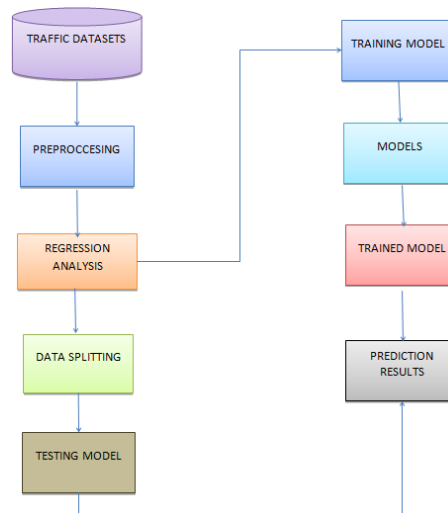 TRAFFIC DATASETS
PREPROCCESING
REGRESSION
ANALYSIS
DATA SPLITTING
TESTING MODEL
TRAINING MODEL
MODELS
TRAINED MODEL
PREDICTION
RESULTS